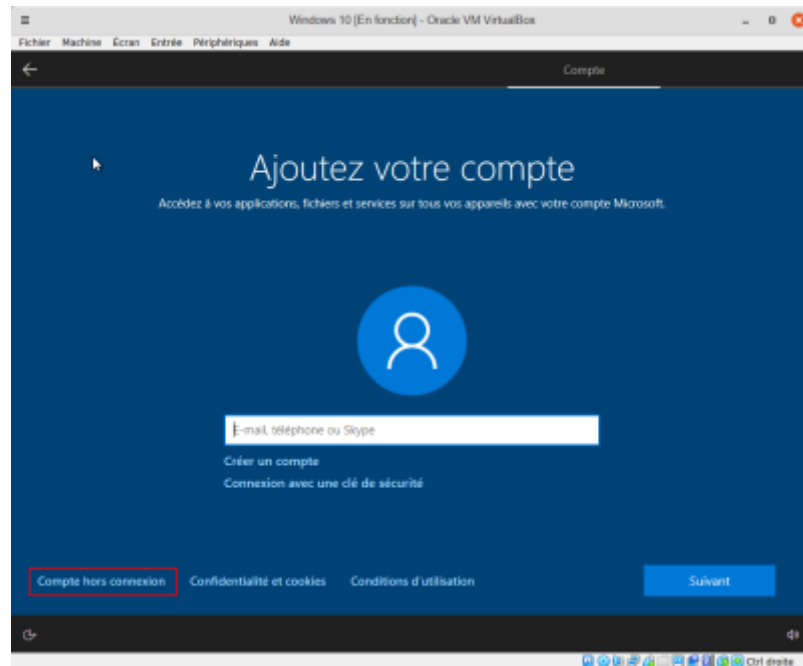 Windows 10 [En fonction] - Oracle VM VirtualBox
Fichier Machine Écran Entrée Périphériques Aide
Compte
Ajoutez votre compte
Accédez à vos applications, fichiers et services sur tous vos appareils avec votre compte Microsoft.
E-mail, téléphone ou Skype
Créer un compte
Connexion avec une clé de sécurité
Compte hors connexion Confidentialité et cookies Conditions d'utilisation Suivant
Ctrl droite